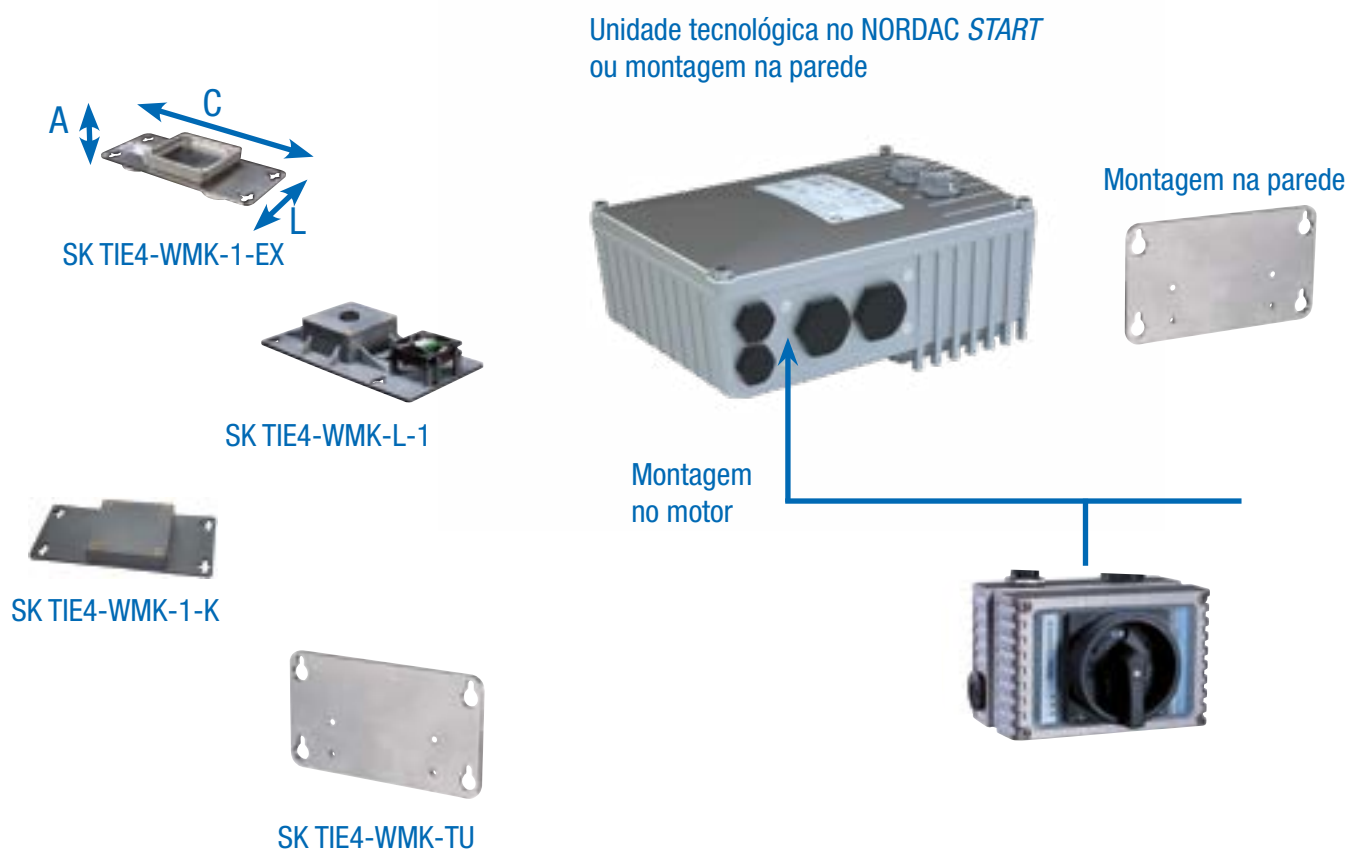 Unidade tecnológica no NORDAC START
ou montagem na parede
A
C
L
SK TIE4-WMK-1-EX
Montagem na parede
SK TIE4-WMK-L-1
Montagem
no motor
SK TIE4-WMK-1-K
SK TIE4-WMK-TU